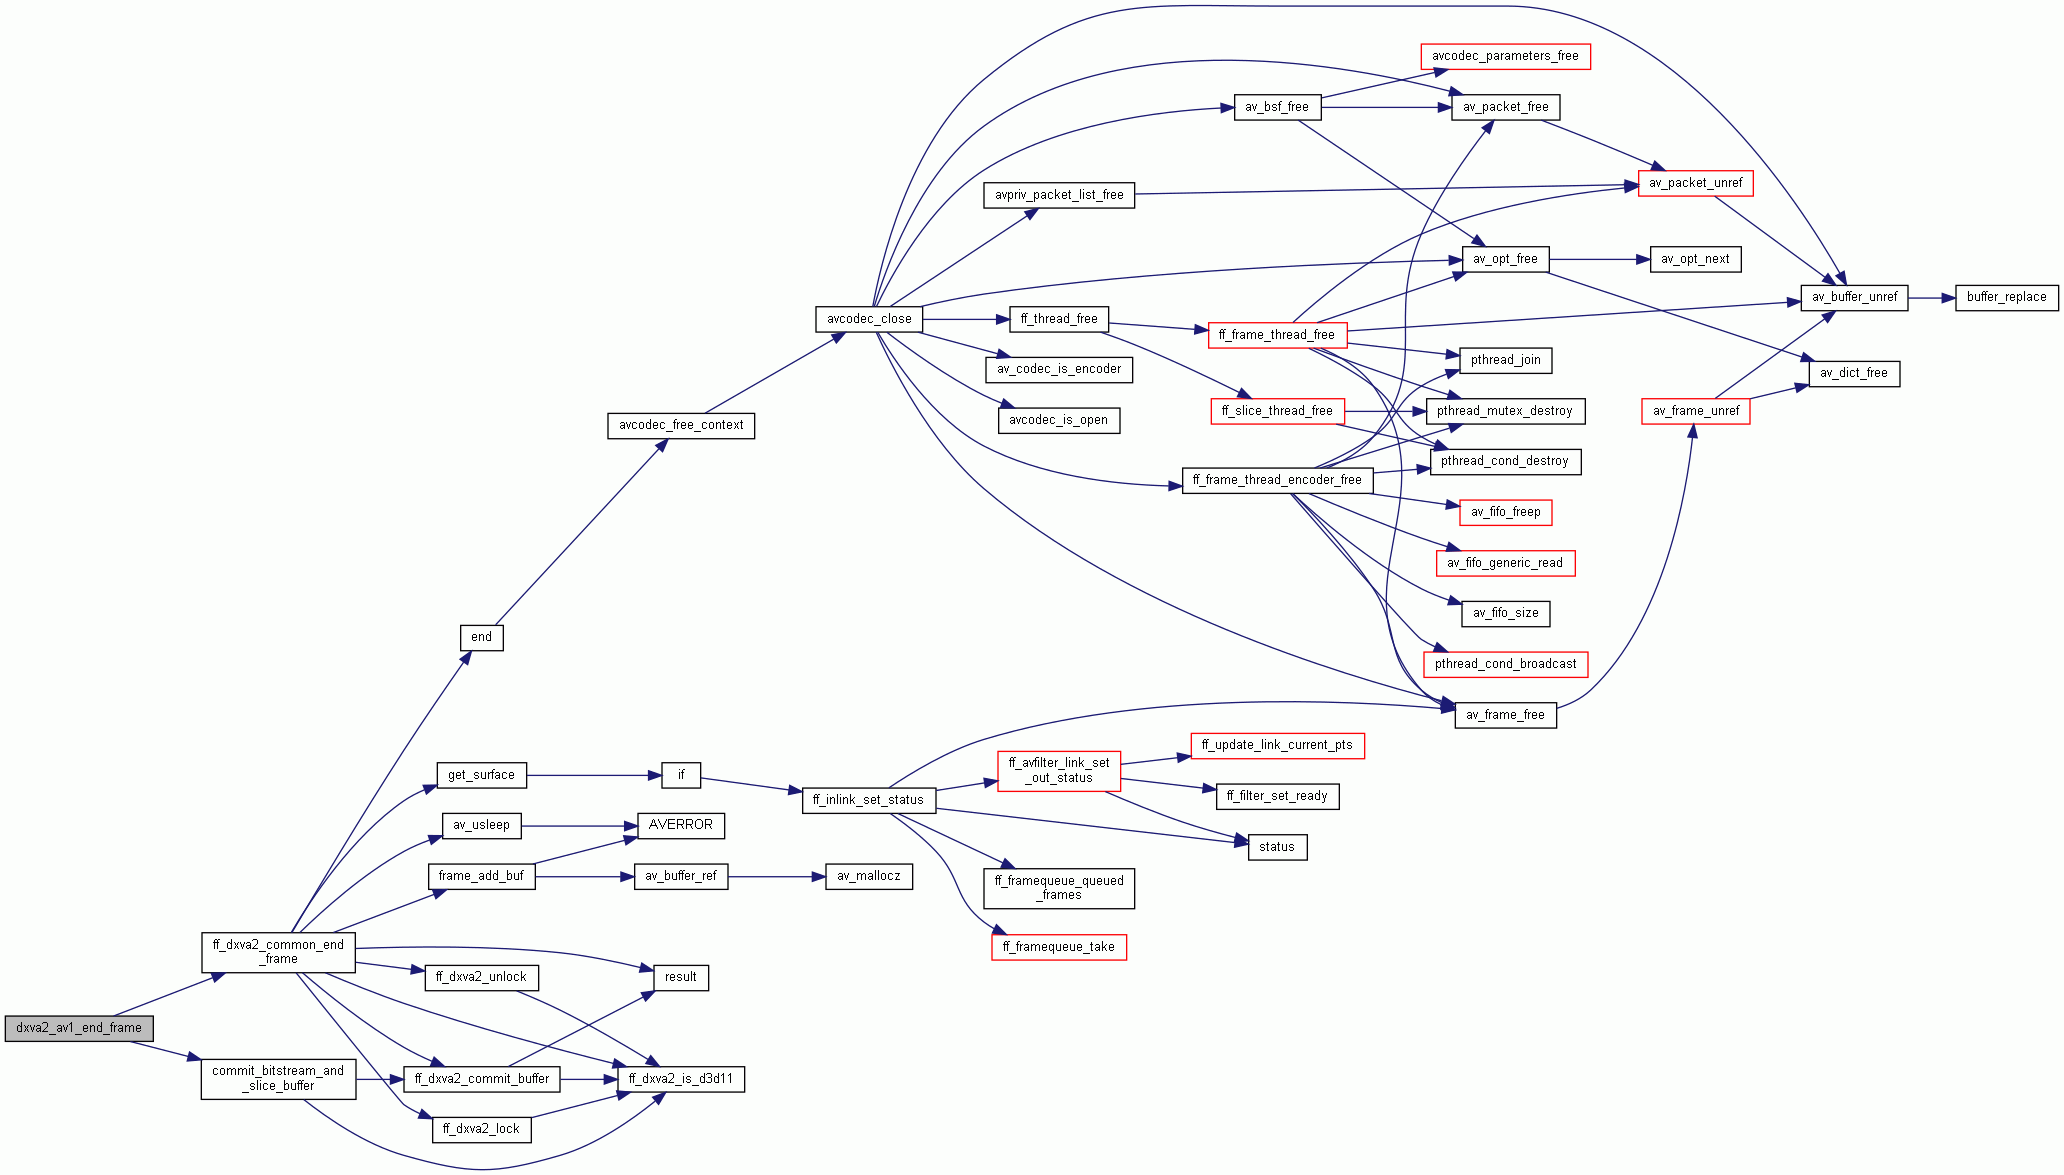 dxva2_av1_end_frame
ff_dxva2_common_end
_frame
commit_bitstream_and
_slice_buffer
end
get_surface
av_usleep
frame_add_buf
ff_dxva2_unlock
ff_dxva2_commit_buffer
ff_dxva2_lock
avcodec_free_context
if
AVERROR
av_buffer_ref
result
ff_dxva2_is_d3d11
avcodec_close
ff_inlink_set_status
av_mallocz
avpriv_packet_list_free
ff_thread_free
av_codec_is_encoder
avcodec_is_open
ff_avfilter_link_set
_out_status
ff_framequeue_queued
_frames
ff_framequeue_take
av_bsf_free
ff_frame_thread_free
ff_slice_thread_free
ff_frame_thread_encoder_free
ff_update_link_current_pts
ff_filter_set_ready
status
avcodec_parameters_free
av_packet_free
av_opt_free
pthread_join
pthread_mutex_destroy
pthread_cond_destroy
av_fifo_freep
av_fifo_generic_read
av_fifo_size
pthread_cond_broadcast
av_frame_free
av_packet_unref
av_opt_next
av_frame_unref
av_buffer_unref
av_dict_free
buffer_replace